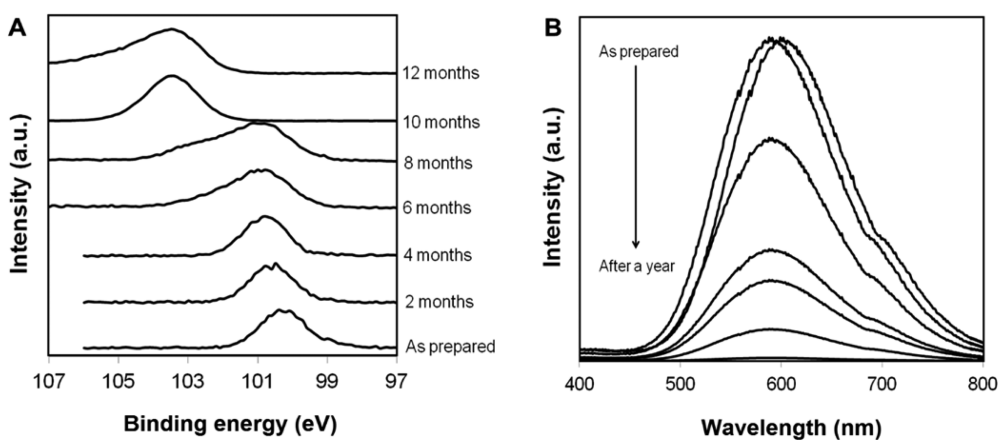 A
Intensity (a.u.)
12 months
10 months
8 months
6 months
4 months
2 months
As prepared
107 105 103 101 99 97
Binding energy (eV)
B
Intensity (a.u.)
As prepared
After a year
400 500 600 700 800
Wavelength (nm)